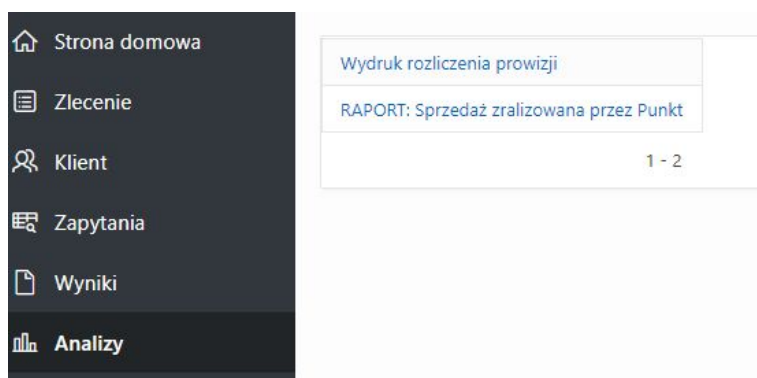 Strona domowa
Zlecenie
Klient
Zapytania
Wyniki
Analizy
Wydruk rozliczenia prowizji
RAPORT: Sprzedaż zralizowana przez Punkt
1 - 2